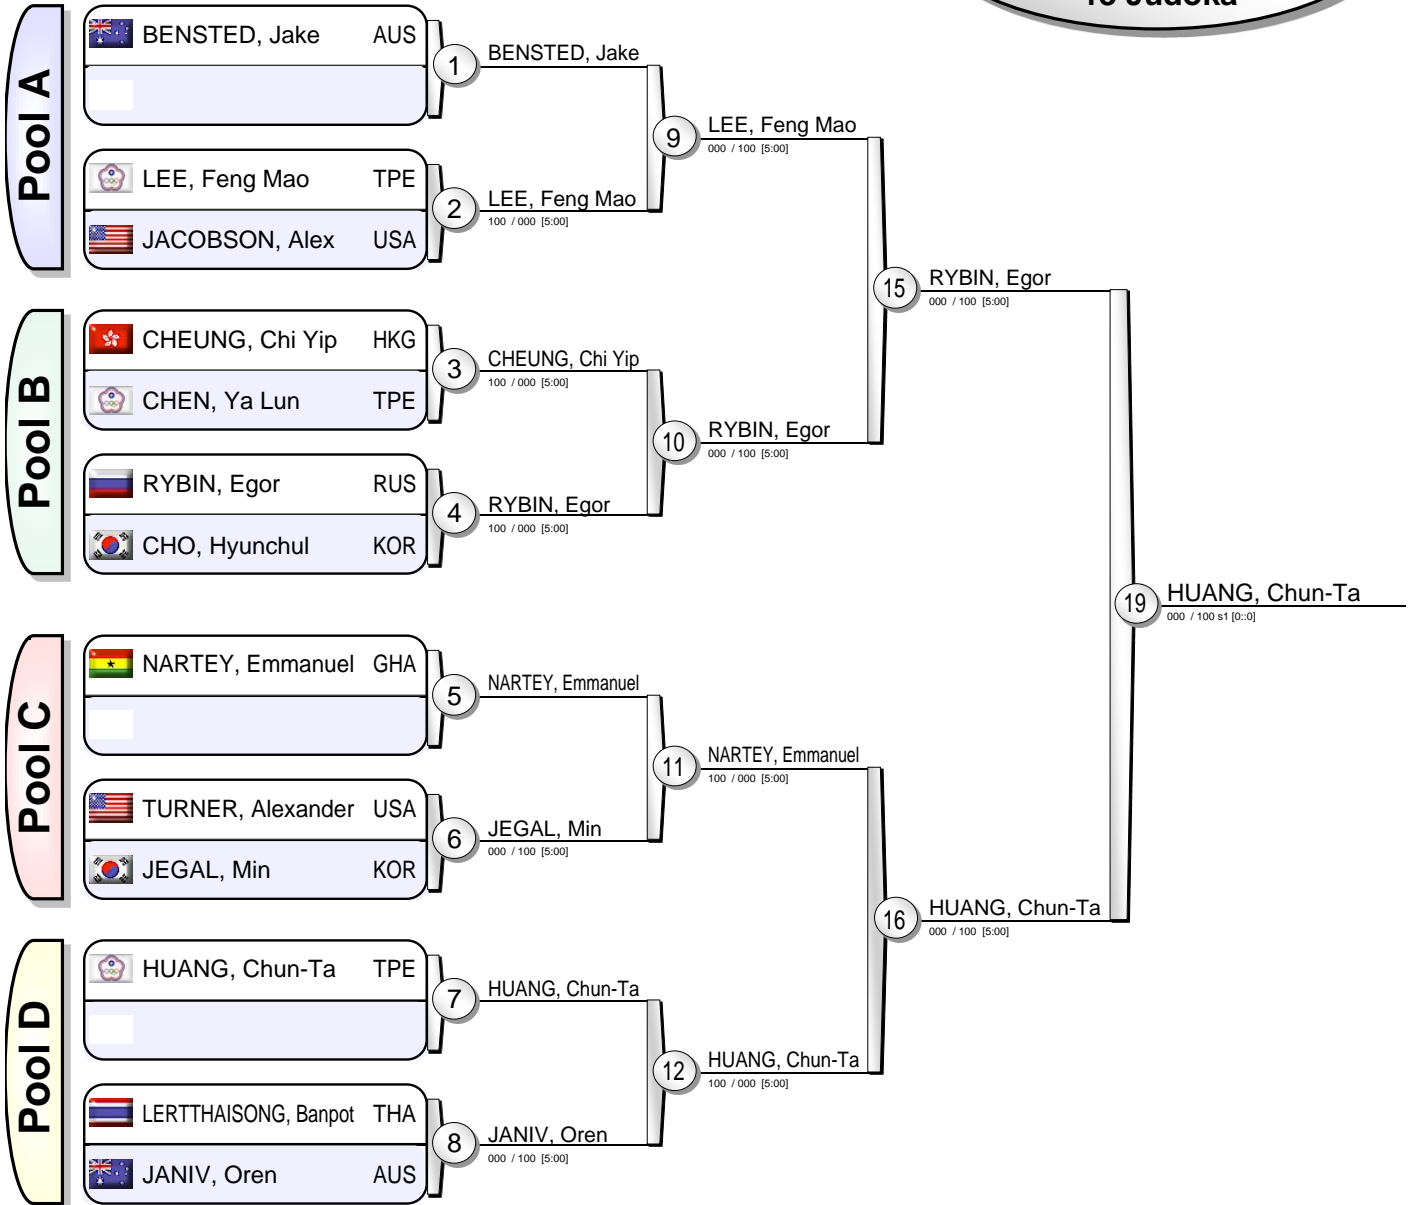 13 Judoka
Pool A
BENSTED, Jake AUS
LEE, Feng Mao TPE
JACOBSON, Alex USA
Pool B
CHEUNG, Chi Yip HKG
CHEN, Ya Lun TPE
RYBIN, Egor RUS
CHO, Hyunchul KOR
Pool C
NARTEY, Emmanuel GHA
TURNER, Alexander USA
JEGAL, Min KOR
Pool D
HUANG, Chun-Ta TPE
LERTTHAISONG, Banpot THA
JANIV, Oren AUS
1
BENSTED, Jake
2
LEE, Feng Mao
100 / 000 [5:00]
3
CHEUNG, Chi Yip
100 / 000 [5:00]
4
RYBIN, Egor
100 / 000 [5:00]
5
NARTEY, Emmanuel
6
JEGAL, Min
000 / 100 [5:00]
7
HUANG, Chun-Ta
8
JANIV, Oren
000 / 100 [5:00]
9
LEE, Feng Mao
000 / 100 [5:00]
10
RYBIN, Egor
000 / 100 [5:00]
11
NARTEY, Emmanuel
100 / 000 [5:00]
12
HUANG, Chun-Ta
100 / 000 [5:00]
15
RYBIN, Egor
000 / 100 [5:00]
16
HUANG, Chun-Ta
000 / 100 [5:00]
19
HUANG, Chun-Ta
000 / 100 s1 [0::0]